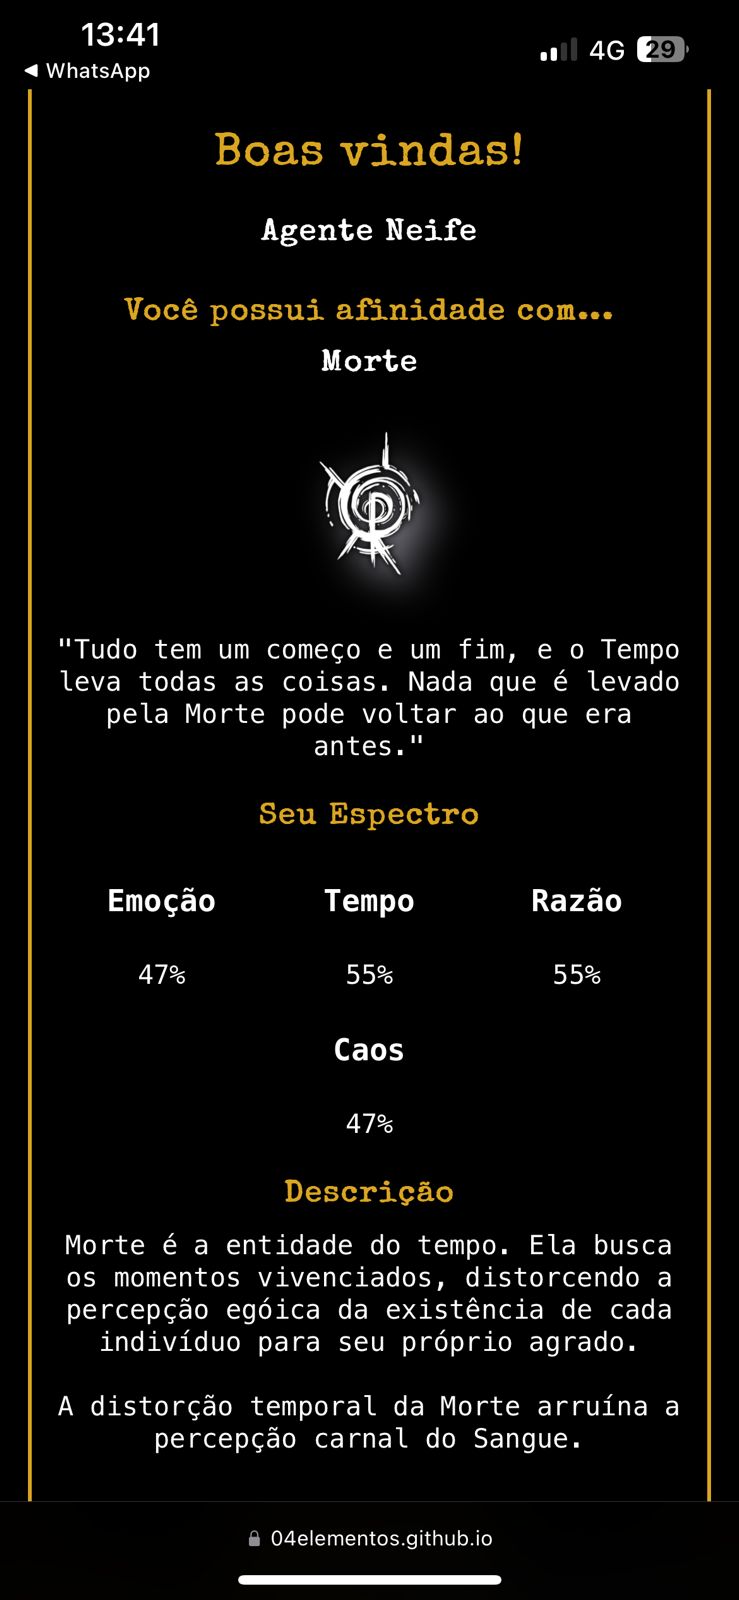 13:41
4G 29
◀ WhatsApp
Boas vindas!
Agente Neife
Você possui afinidade com...
Morte
"Tudo tem um começo e um fim, e o Tempo
leva todas as coisas. Nada que é levado
pela Morte pode voltar ao que era
antes."
Seu Espectro
Emoção Tempo Razão
47% 55% 55%
Caos
47%
Descrição
Morte é a entidade do tempo. Ela busca
os momentos vivenciados, distorcendo a
percepção egóica da existência de cada
indivíduo para seu próprio agrado.
A distorção temporal da Morte arruína a
percepção carnal do Sangue.
04elementos.github.io